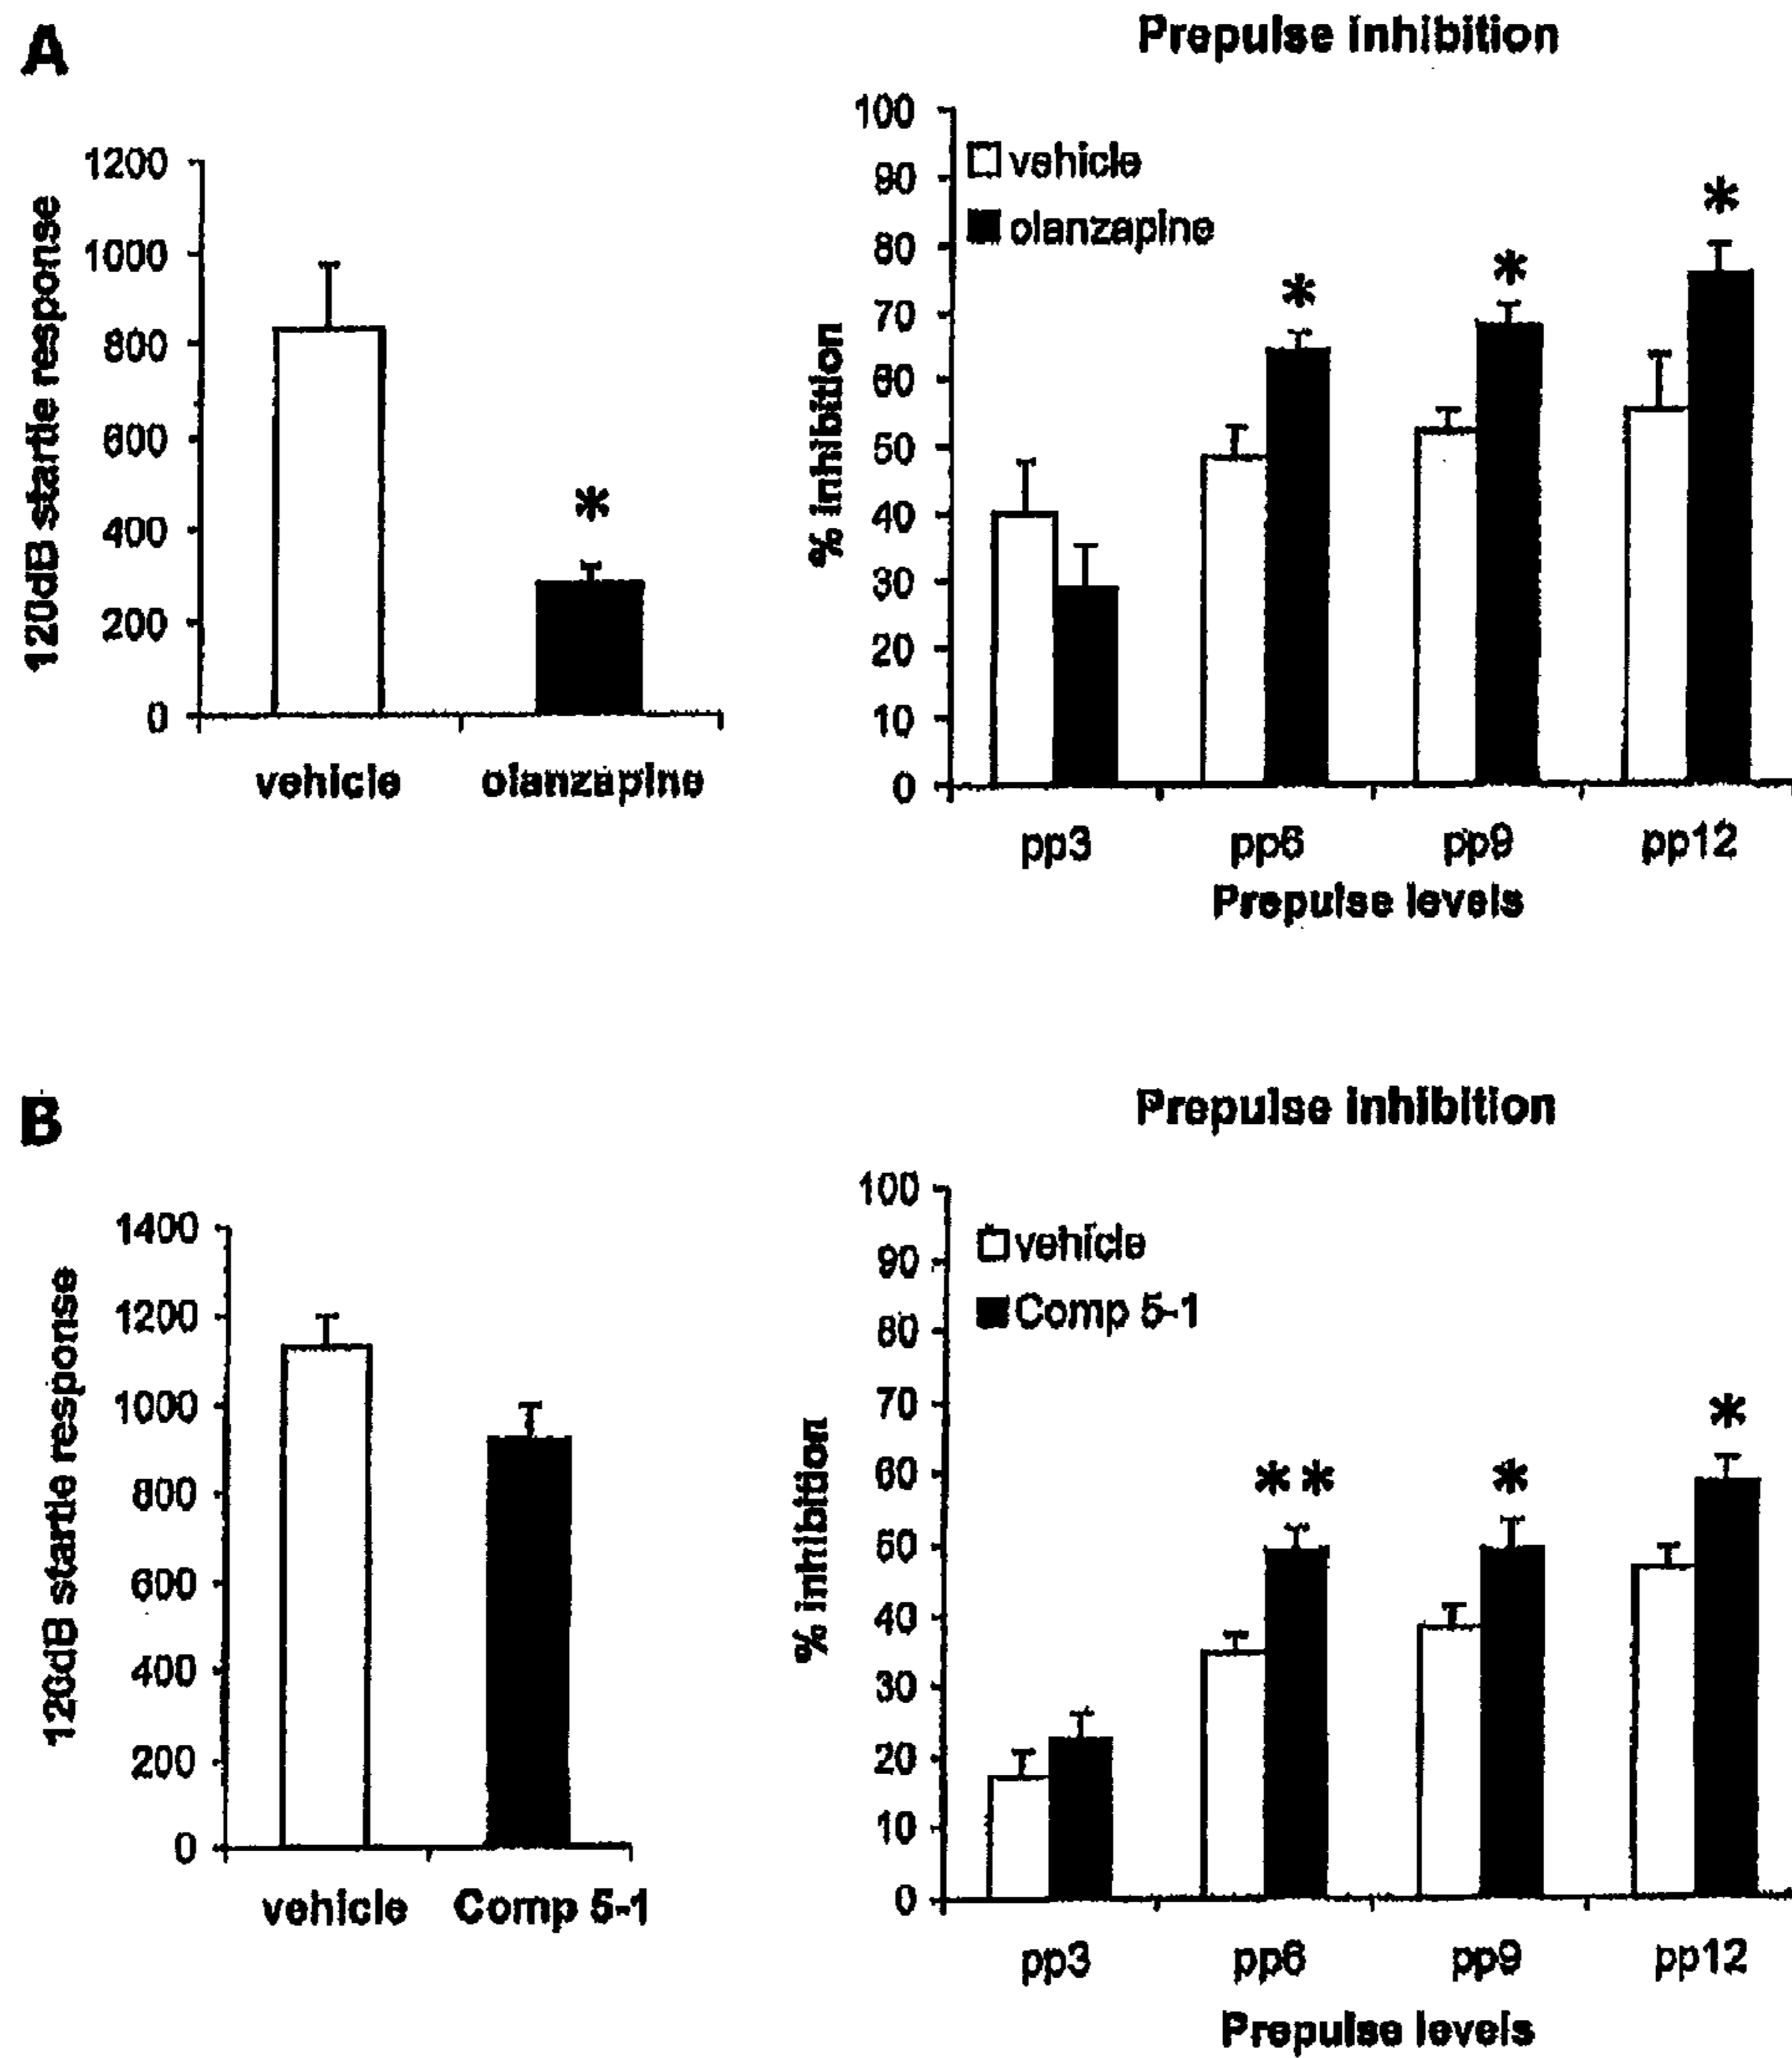 A
Prepulse inhibition
120dB startle response
1200
1000
800
600
400
200
0
*
vehicle olanzapine
% inhibition
100
90
80
70
60
50
40
30
20
10
0
vehicle
olanzapine
*
*
*
pp3 pp6 pp9 pp12
Prepulse levels
B
Prepulse inhibition
120dB startle response
1400
1200
1000
800
600
400
200
0
vehicle Comp 5-1
% inhibition
100
90
80
70
60
50
40
30
20
10
0
vehicle
Comp 5-1
**
*
*
pp3 pp6 pp9 pp12
Prepulse levels